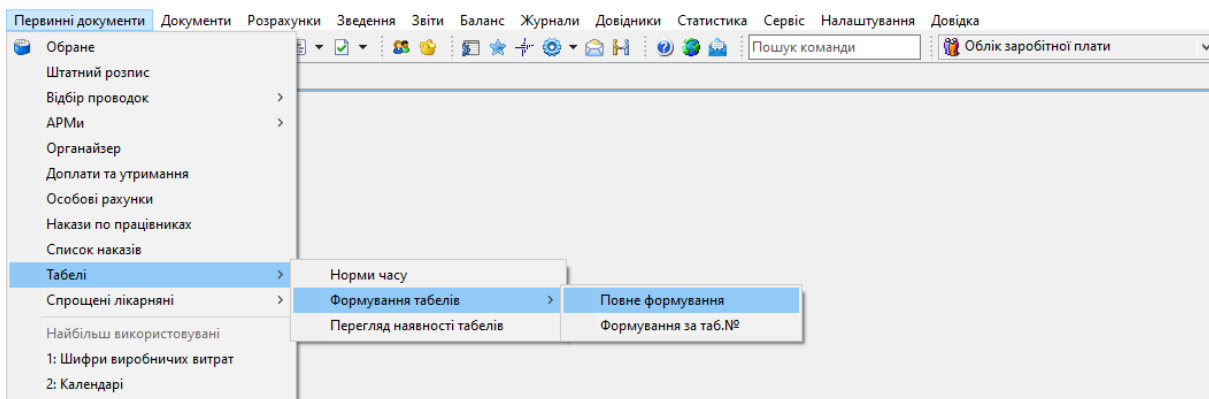 Первинні документи Документи Розрахунки Зведення Звіти Баланс Журнали Довідники Статистика Сервіс Налаштування Довідка
Обране
Пошук команди
Облік заробітної плати
Штатний розпис
Відбір проводок
АРМи
Органайзер
Доплати та утримання
Особові рахунки
Накази по працівниках
Список наказів
Табелі
Норми часу
Спрощені лікарняні
Формування табелів
Повне формування
Найбільш використовувані
Перегляд наявності табелів
Формування за таб.№
1: Шифри виробничих витрат
2: Календарі